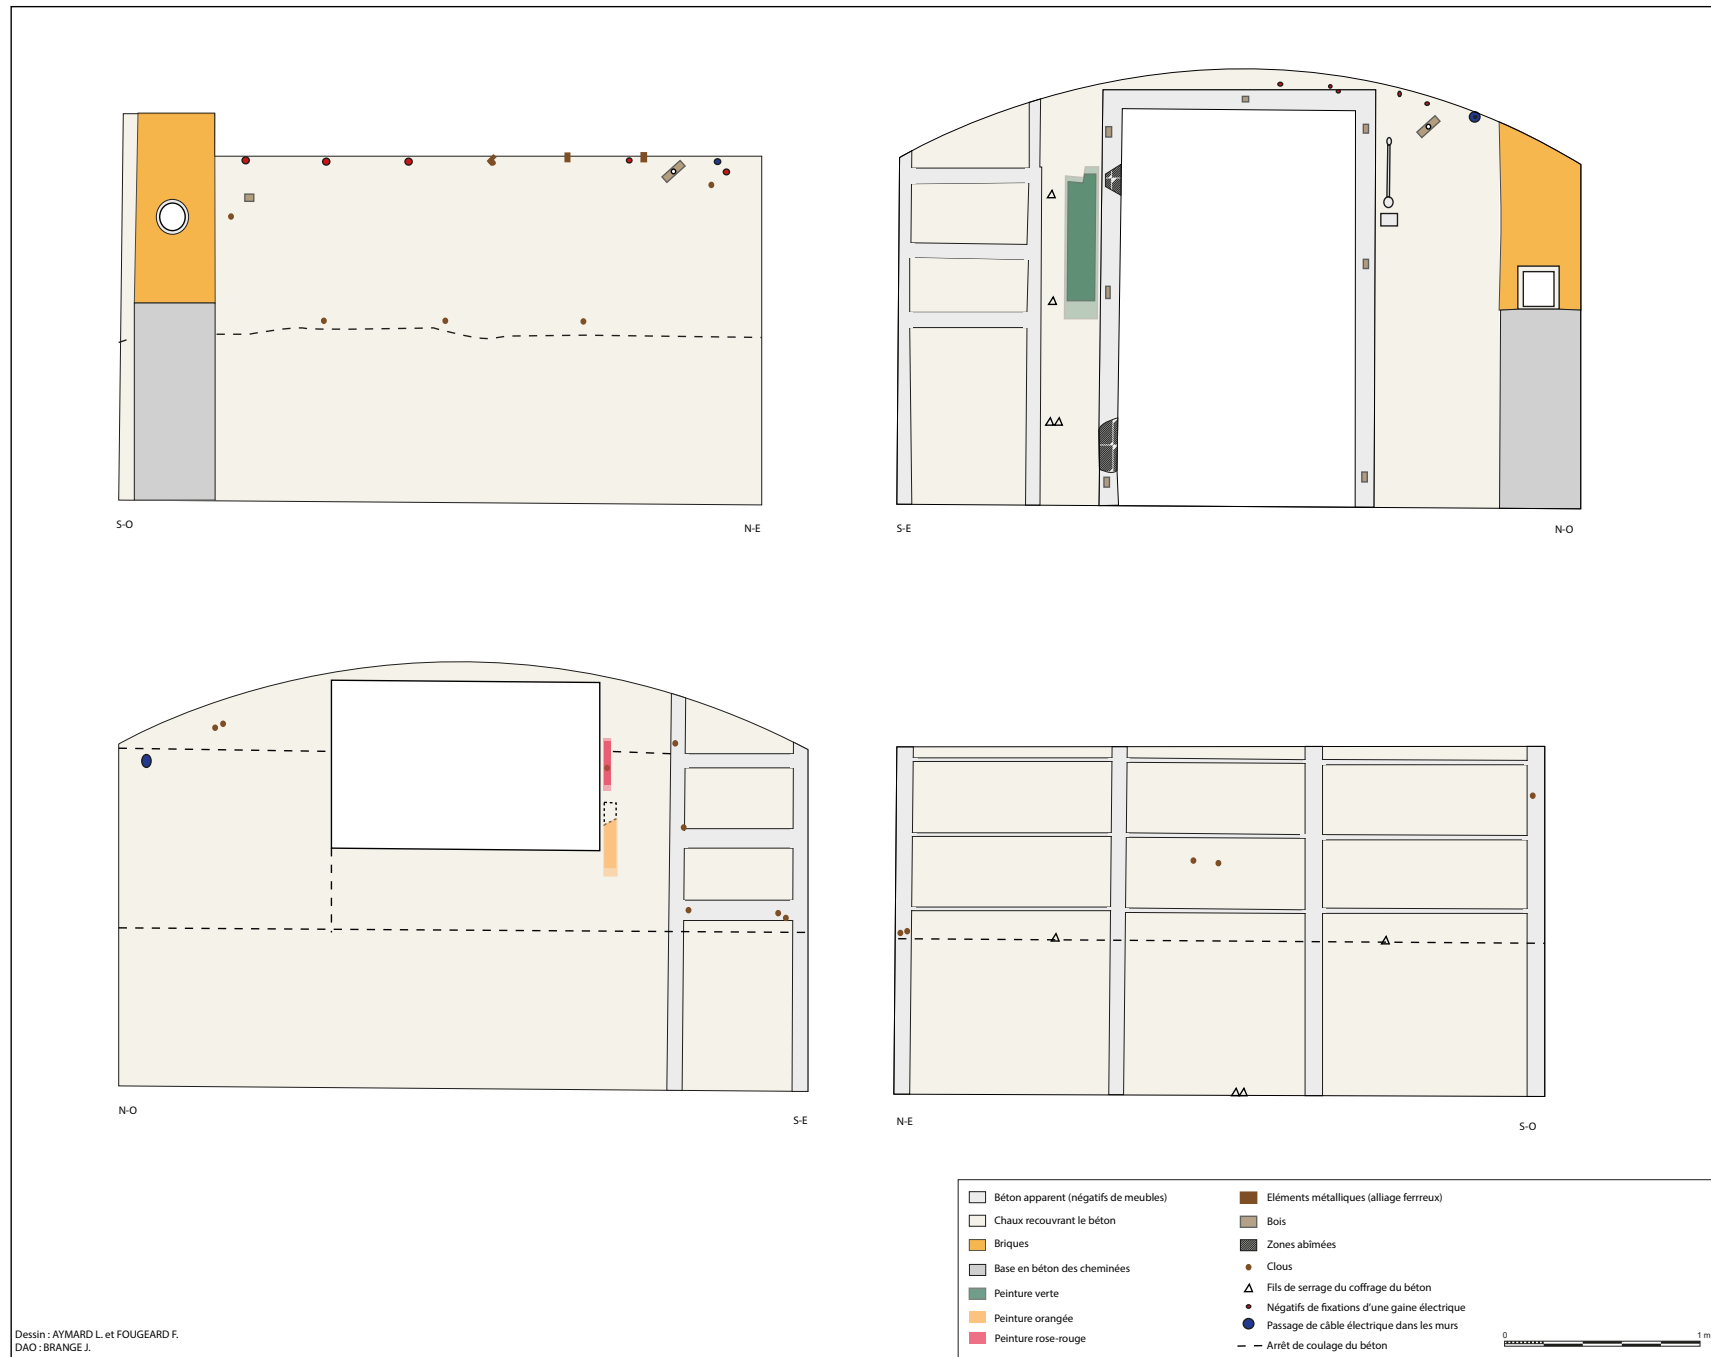 S-O
N-E
S-E
N-O
N-O
S-E
N-E
S-O
Béton apparent (négatifs de meubles)
Chaux recouvrant le béton
Briques
Base en béton des cheminées
Peinture verte
Peinture orangée
Peinture rose-rouge
Eléments métalliques (alliage ferrreux)
Bois
Zones abîmées
Clous
Fils de serrage du coffrage du béton
Négatifs de fixations d'une gaine électrique
Passage de câble électrique dans les murs
Arrêt de coulage du béton
0 1 m
Dessin : AYMARD L. et FOUGEARD F.
DAO : BRANGE J.